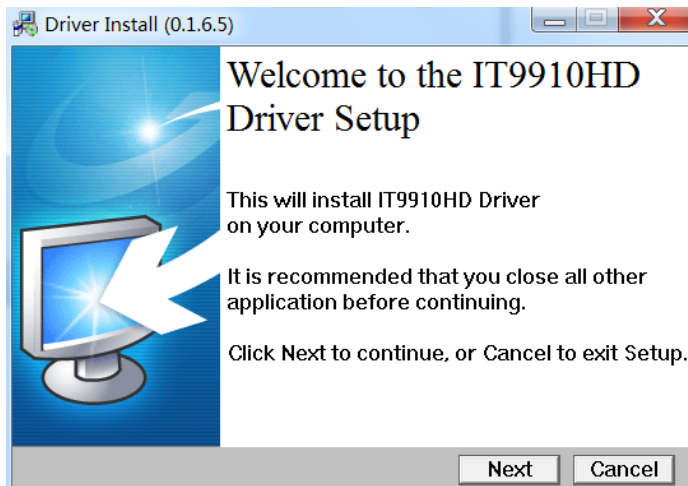 Driver Install (0.1.6.5)
Welcome to the IT9910HD
Driver Setup
This will install IT9910HD Driver
on your computer.
It is recommended that you close all other
application before continuing.
Click Next to continue, or Cancel to exit Setup.
Next
Cancel